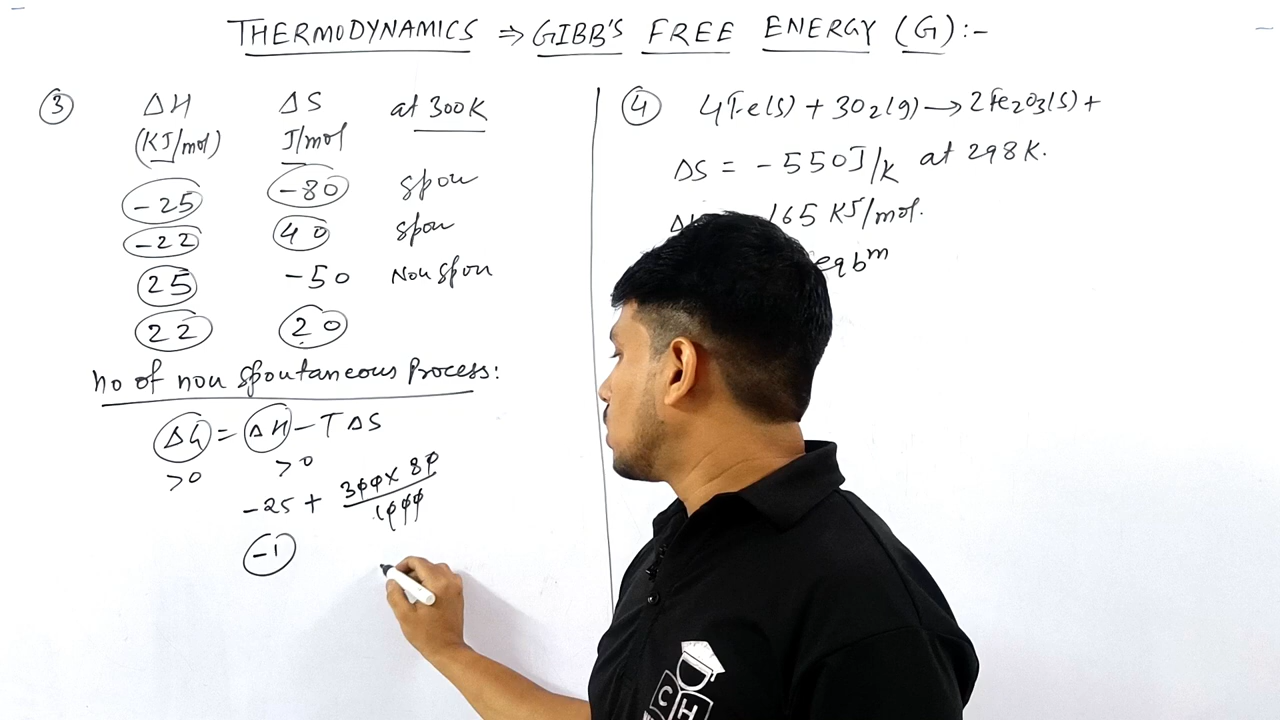 THERMODYNAMICS ⇒ GIBB'S FREE ENERGY (G):-
③ ΔH ΔS at 300K
(KJ/mol) J/mol
-25 -80 spon
-22 40 spon
25 -50 Non spon
22 20
no of non spontaneous Process:
ΔG = ΔH - TΔS
>0 >0
-25 + 300 x 80
1000
-1
④ 4Fe(s) + 3O2(g) → 2Fe2O3(s) +
ΔS = -550J/K at 298K.
165 KJ/mol.
eqbm
C H